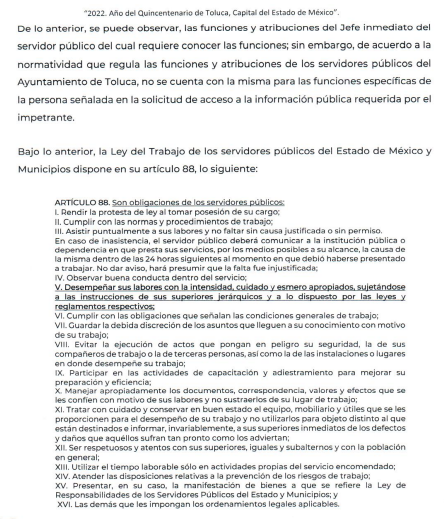 "2022. Año del Quincentenario de Toluca, Capital del Estado de México".
De lo anterior, se puede observar, las funciones y atribuciones del Jefe inmediato del
servidor público del cual requiere conocer las funciones; sin embargo, de acuerdo a la
normatividad que regula las funciones y atribuciones de los servidores públicos del
Ayuntamiento de Toluca, no se cuenta con la misma para las funciones específicas de
la persona señalada en la solicitud de acceso a la información pública requerida por el
impetrante.
Bajo lo anterior, la Ley del Trabajo de los servidores públicos del Estado de México y
Municipios dispone en su artículo 88, lo siguiente:
ARTÍCULO 88. Son obligaciones de los servidores públicos:
I. Rendir la protesta de ley al tomar posesión de su cargo;
II. Cumplir con las normas y procedimientos de trabajo;
III. Asistir puntualmente a sus labores y no faltar sin causa justificada o sin permiso.
En caso de inasistencia, el servidor público deberá comunicar a la institución pública o
dependencia en que presta sus servicios, por los medios posibles a su alcance, la causa de
la misma dentro de las 24 horas siguientes al momento en que debió haberse presentado
a trabajar. No dar aviso, hará presumir que la falta fue injustificada;
IV. Observar buena conducta dentro del servicio;
V. Desempeñar sus labores con la intensidad, cuidado y esmero apropiados, sujetándose
a las instrucciones de sus superiores jerárquicos y a lo dispuesto por las leyes y
reglamentos respectivos;
VI. Cumplir con las obligaciones que señalan las condiciones generales de trabajo;
VII. Guardar la debida discreción de los asuntos que lleguen a su conocimiento con motivo
de su trabajo;
VIII. Evitar la ejecución de actos que pongan en peligro su seguridad, la de sus
compañeros de trabajo o la de terceras personas, así como la de las instalaciones o lugares
en donde desempeñe su trabajo;
IX. Participar en las actividades de capacitación y adiestramiento para mejorar su
preparación y eficiencia;
X. Manejar apropiadamente los documentos, correspondencia, valores y efectos que se
les confíen con motivo de sus labores y no sustraerlos de su lugar de trabajo;
XI. Tratar con cuidado y conservar en buen estado el equipo, mobiliario y útiles que se les
proporcionen para el desempeño de su trabajo y no utilizarlos para objeto distinto al que
están destinados e informar, invariablemente, a sus superiores inmediatos de los defectos
y daños que aquéllos sufran tan pronto como los adviertan;
XII. Ser respetuosos y atentos con sus superiores, iguales y subalternos y con la población
en general;
XIII. Utilizar el tiempo laborable sólo en actividades propias del servicio encomendado;
XIV. Atender las disposiciones relativas a la prevención de los riesgos de trabajo;
XV. Presentar, en su caso, la manifestación de bienes a que se refiere la Ley de
Responsabilidades de los Servidores Públicos del Estado y Municipios; y
XVI. Las demás que les impongan los ordenamientos legales aplicables.